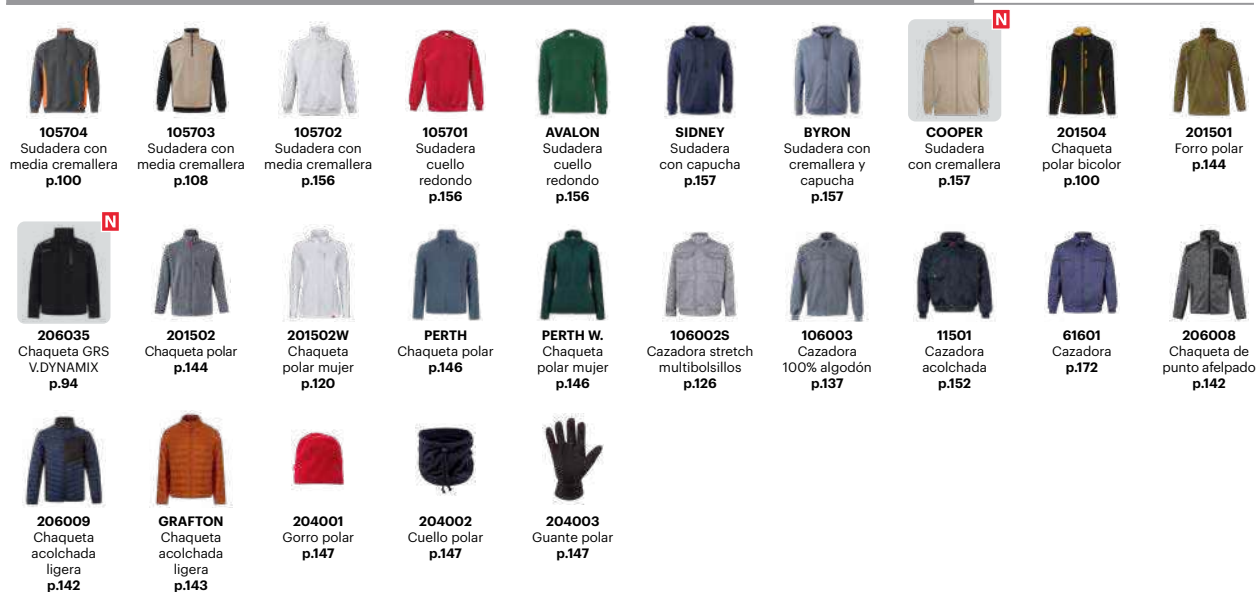 N
105704
Sudadera con
media cremallera
p.100
105703
Sudadera con
media cremallera
p.108
105702
Sudadera con
media cremallera
p.156
105701
Sudadera
cuello
redondo
p.156
AVALON
Sudadera
cuello
redondo
p.156
SIDNEY
Sudadera
con capucha
p.157
BYRON
Sudadera con
cremallera y
capucha
p.157
COOPER
Sudadera
con cremallera
p.157
201504
Chaqueta
polar bicolor
p.100
201501
Forro polar
p.144
N
206035
Chaqueta GRS
V.DYNAMIX
p.94
201502
Chaqueta polar
p.144
201502W
Chaqueta
polar mujer
p.120
PERTH
Chaqueta polar
p.146
PERTH W.
Chaqueta
polar mujer
p.146
106002S
Cazadora stretch
multibolsillos
p.126
106003
Cazadora
100% algodón
p.137
11501
Cazadora
acolchada
p.152
61601
Cazadora
p.172
206008
Chaqueta de
punto afelpado
p.142
206009
Chaqueta
acolchada
ligera
p.142
GRAFTON
Chaqueta
acolchada
ligera
p.143
204001
Gorro polar
p.147
204002
Cuello polar
p.147
204003
Guante polar
p.147